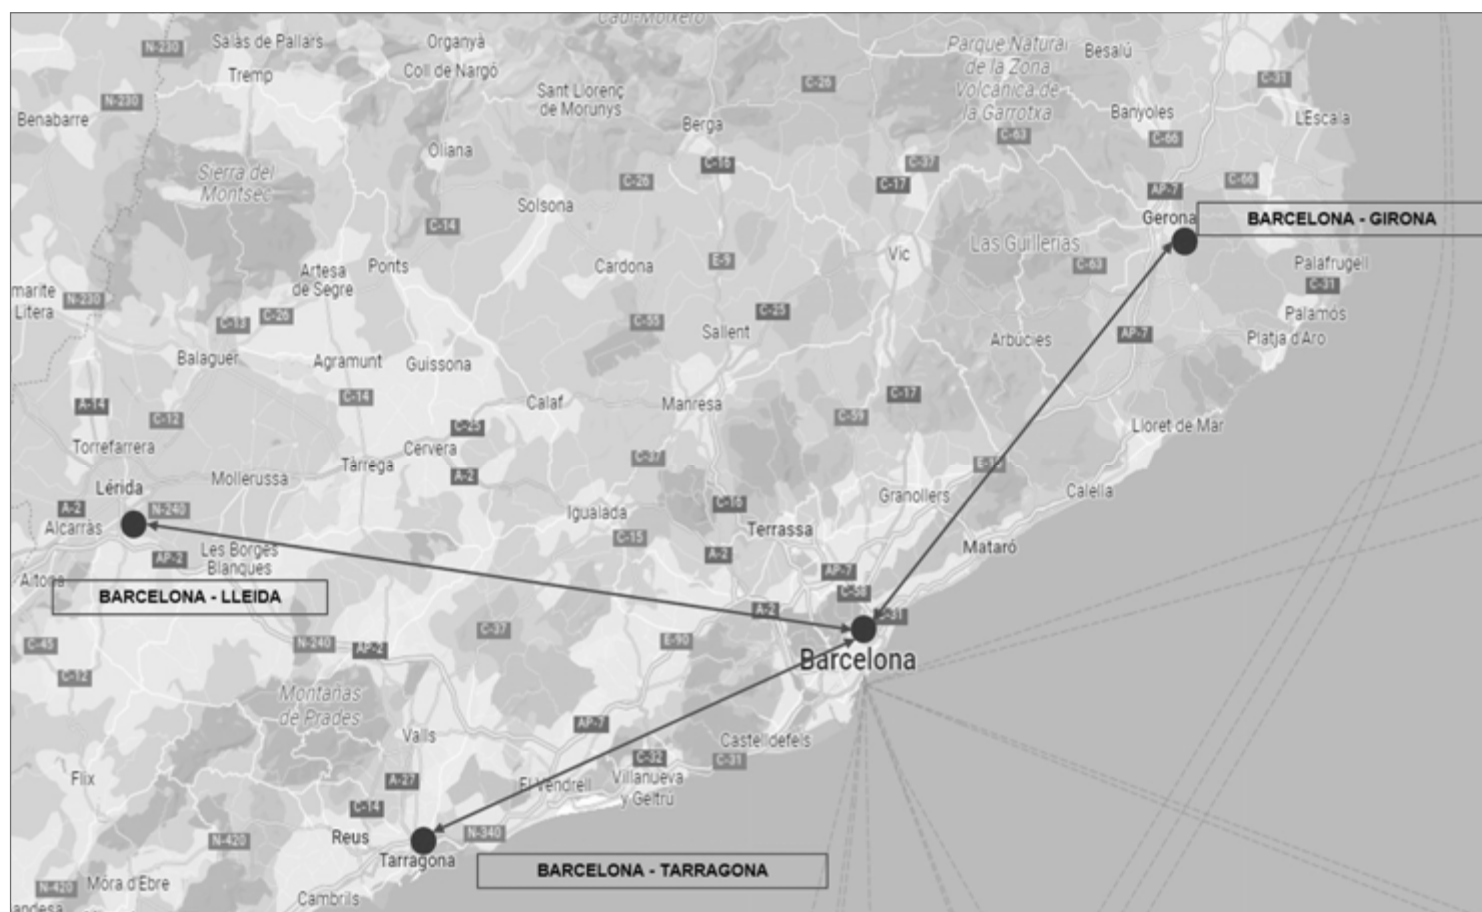 Cadí-Moixeró
N-230
Salàs de Pallars
Organyà
Parque Natural
de la Zona
Volcánica de
la Garrotxa
Besalú
Tremp
Coll de Nargó
C-26
C-31
Sant Llorenç
de Morunys
N-230
Benabarre
Banyoles
L'Escala
Berga
C-63
C-66
Oliana
C-16
C-37
Sierra del
Montsec
C-26
C-17
AP-7
C-66
Solsona
Gerona
BARCELONA - GIRONA
C-14
Las Guillerias
Vic
Ponts
Cardona
E-9
C-63
Palafrugell
Artesa
de Segre
C-31
marite
Litera
N-230
C-26
C-13
C-55
C-25
Palamós
Sallent
AP-7
Arbúcies
Platja d'Aro
Balaguer
Agramunt
Guissona
C-14
C-17
A-14
Calaf
Manresa
C-12
C-59
C-25
Lloret de Mar
Torrefarrera
Cervera
C-37
Tàrrega
A-2
Mollerussa
Lérida
Granollers
Calella
A-2
N-240
C-16
Igualada
Alcarràs
Terrassa
C-15
Les Borges
Blanques
AP-2
A-2
Mataró
AP-7
Aitona
BARCELONA - LLEIDA
C-58
A-2
C-31
C-37
E-90
C-45
N-240
AP-2
Barcelona
C-12
Montañas
de Prades
AP-7
Valls
Castelldefels
C-32
C-31
Flix
A-27
El Vendrell
Villanueva
y Geltrú
C-14
Reus
N-340
N-420
Tarragona
BARCELONA - TARRAGONA
Móra d'Ebre
N-420
Cambrils
andesa